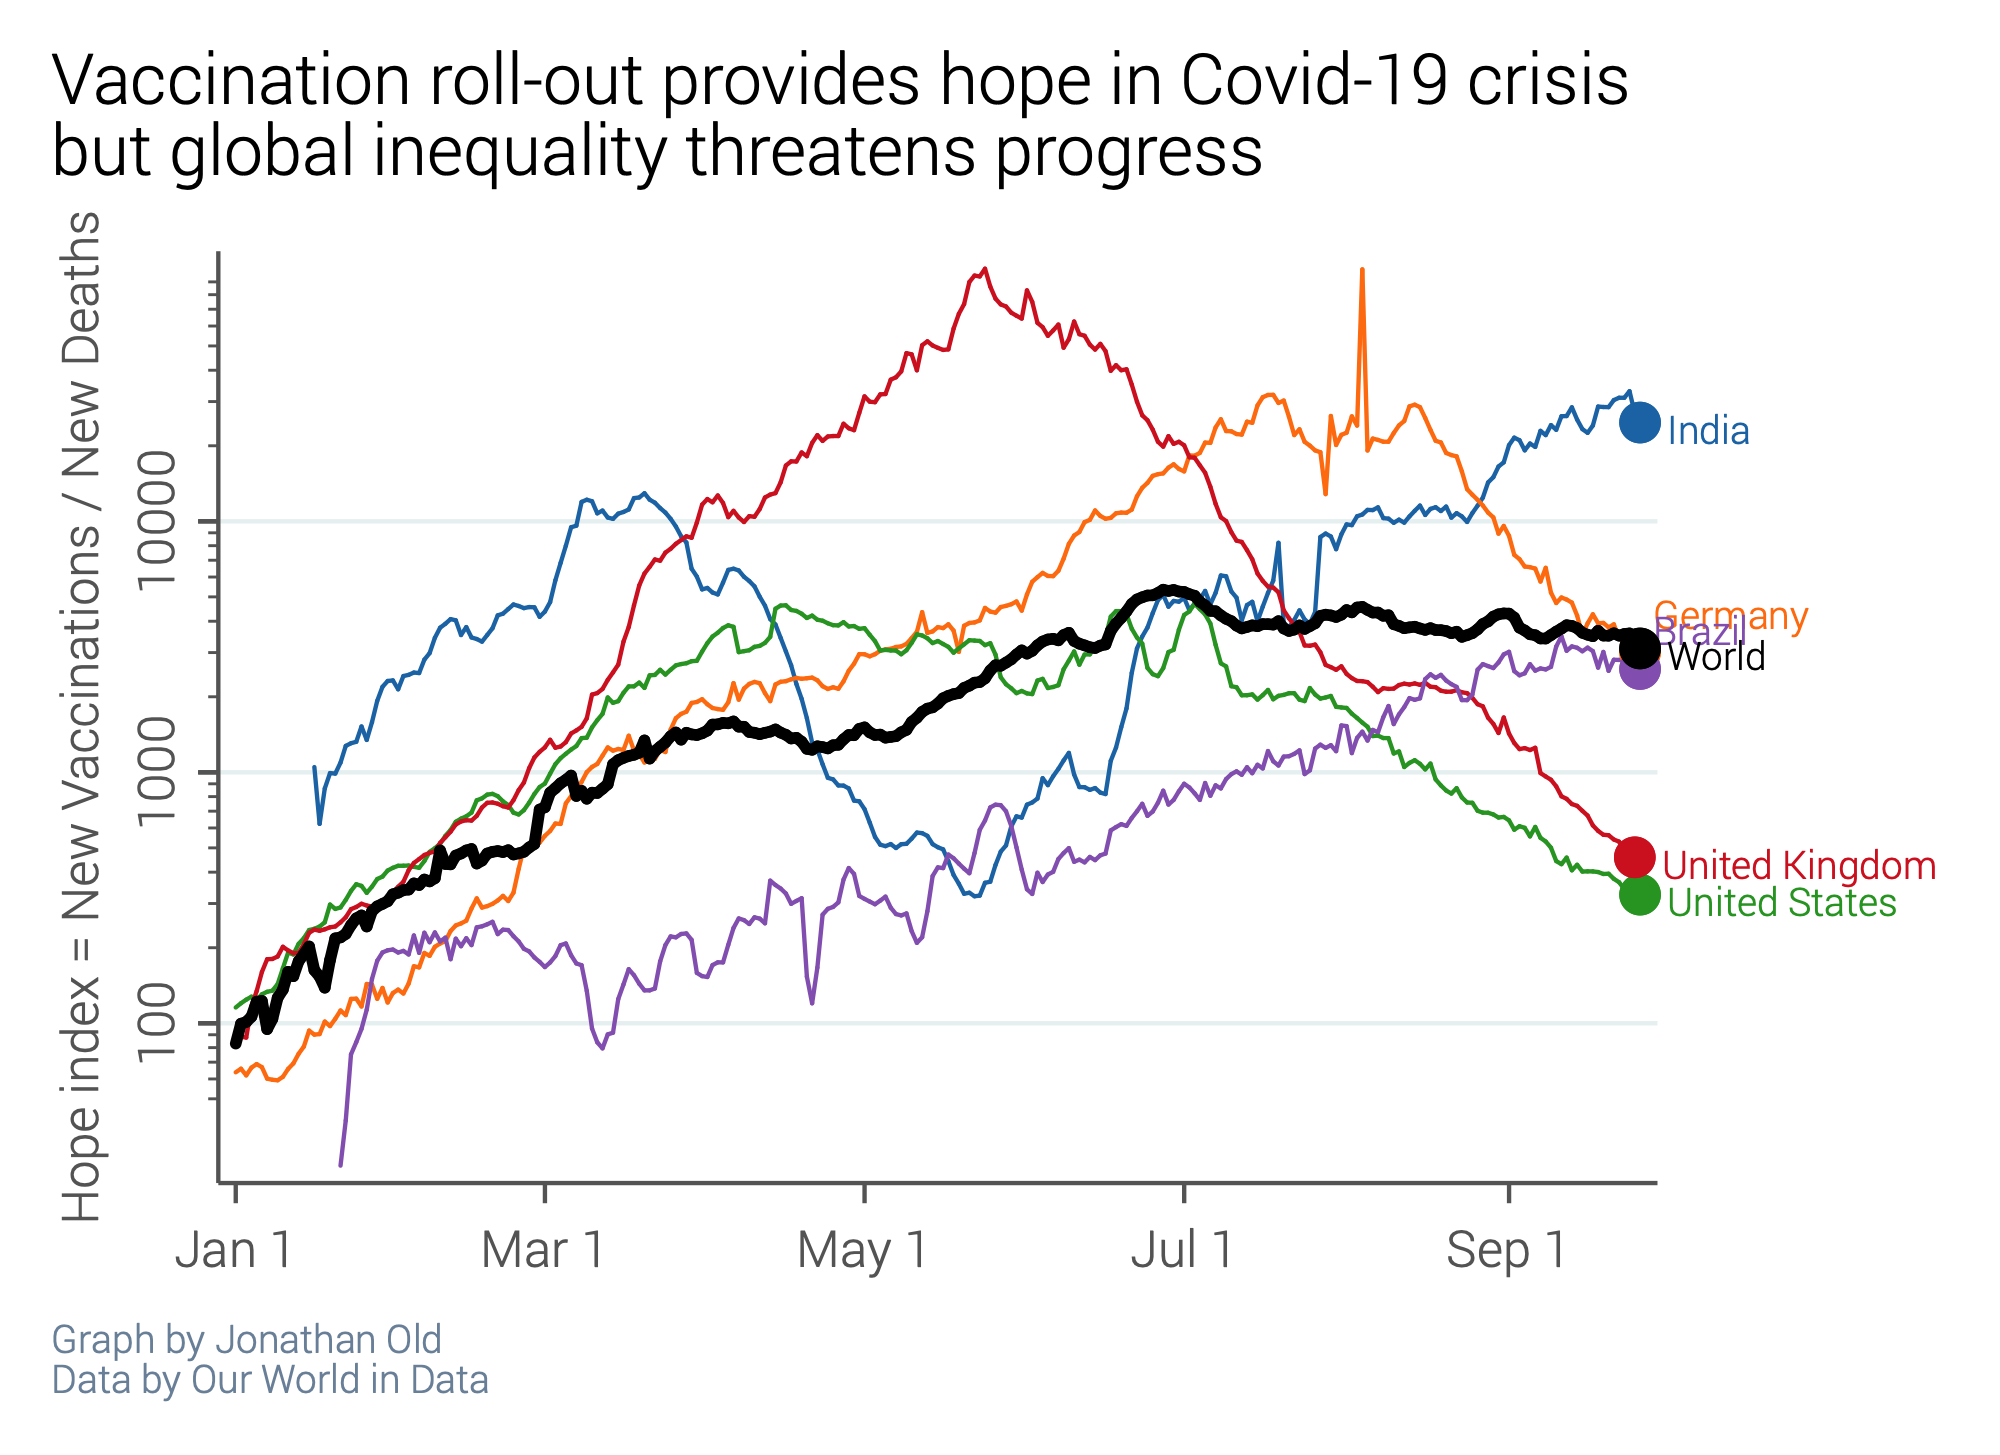 Vaccination roll-out provides hope in Covid-19 crisis
but global inequality threatens progress
Hope index = New Vaccinations / New Deaths
10000
1000
100
India
Germany
Brazil
World
United Kingdom
United States
Jan 1
Mar 1
May 1
Jul 1
Sep 1
Graph by Jonathan Old
Data by Our World in Data